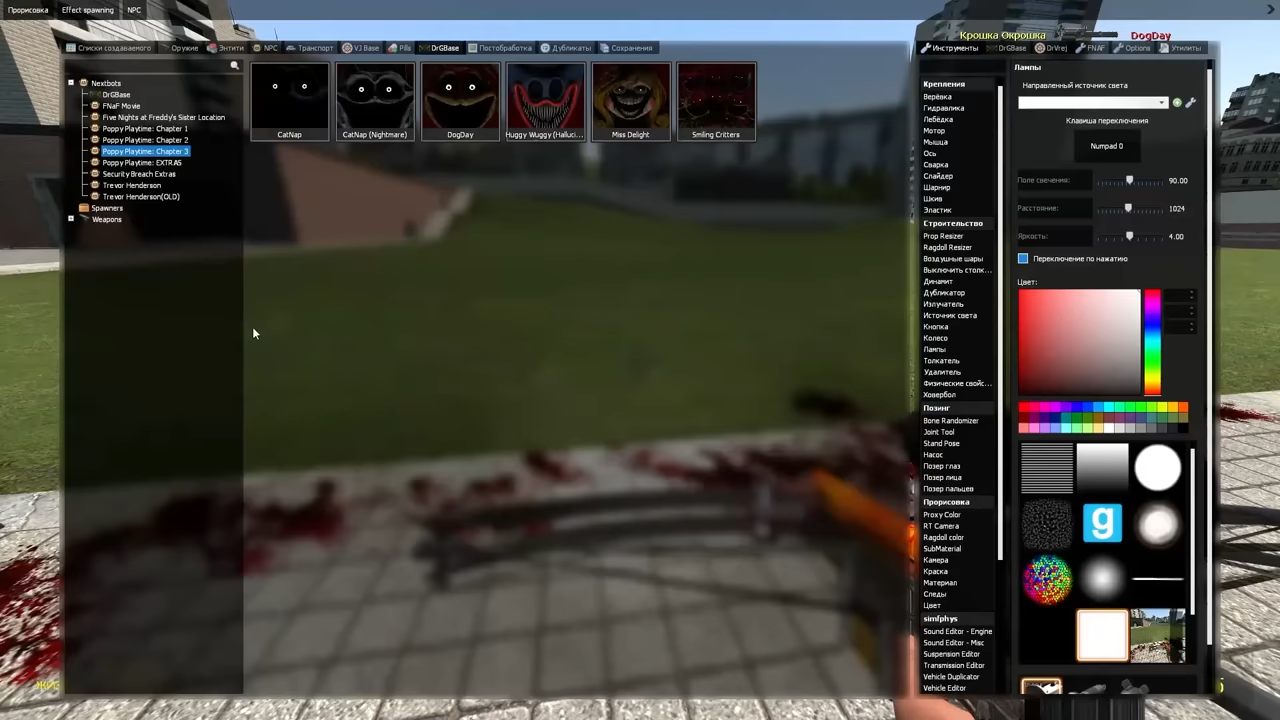 Прорисовка Effect spawning NPC
Крошка Окрошка DogDay
Списки создаваемого Оружие Энтити NPC Транспорт VJ Base Pills DrGBase Постобработка Дубликаты Сохранения
Nextbots
DrGBase
FNaF Movie
Five Nights at Freddy's Sister Location
Poppy Playtime: Chapter 1
Poppy Playtime: Chapter 2
Poppy Playtime: Chapter 3
Poppy Playtime: EXTRAS
Security Breach Extras
Trevor Henderson
Trevor Henderson(OLD)
Spawners
Weapons
CatNap
CatNap (Nightmare)
DogDay
Huggy Wuggy (Halluci...
Miss Delight
Smiling Critters
Инструменты DrGBase DrVrej FNAF Options Утилиты
Крепления
Верёвка
Гидравлика
Лебёдка
Мотор
Мышца
Ось
Сварка
Слайдер
Шарнир
Шкив
Эластик
Строительство
Prop Resizer
Ragdoll Resizer
Воздушные шары
Выключить столк...
Динамит
Дубликатор
Излучатель
Источник света
Кнопка
Колесо
Лампы
Толкатель
Удалитель
Физические свойс...
Ховербол
Позинг
Bone Randomizer
Joint Tool
Stand Pose
Насос
Позер глаз
Позер лица
Позер пальцев
Прорисовка
Proxy Color
RT Camera
Ragdoll color
SubMaterial
Камера
Краска
Материал
Следы
Цвет
simfphys
Sound Editor - Engine
Sound Editor - Misc
Suspension Editor
Transmission Editor
Vehicle Duplicator
Vehicle Editor
Лампы
Направленный источник света
Клавиша переключения
Numpad 0
Поле свечения: 90.00
Расстояние: 1024
Яркость: 4.00
Переключение по нажатию
Цвет:
g